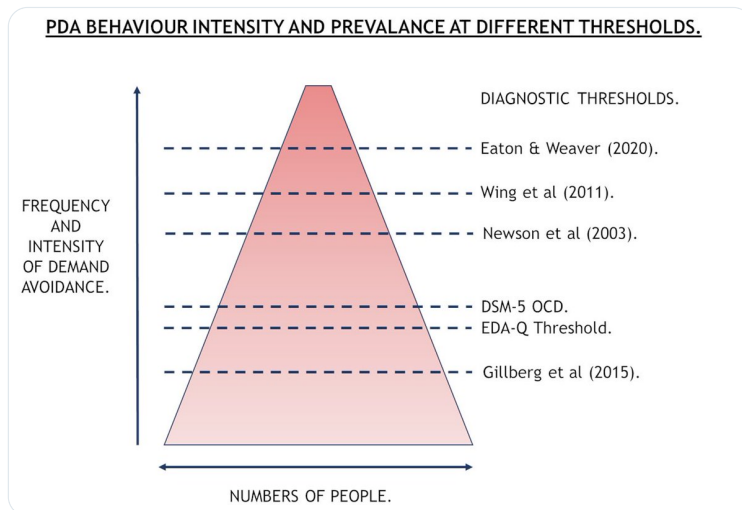 PDA BEHAVIOUR INTENSITY AND PREVALANCE AT DIFFERENT THRESHOLDS.
DIAGNOSTIC THRESHOLDS.
Eaton & Weaver (2020).
Wing et al (2011).
Newson et al (2003).
FREQUENCY
AND
INTENSITY
OF DEMAND
AVOIDANCE.
DSM-5 OCD.
EDA-Q Threshold.
Gillberg et al (2015).
NUMBERS OF PEOPLE.